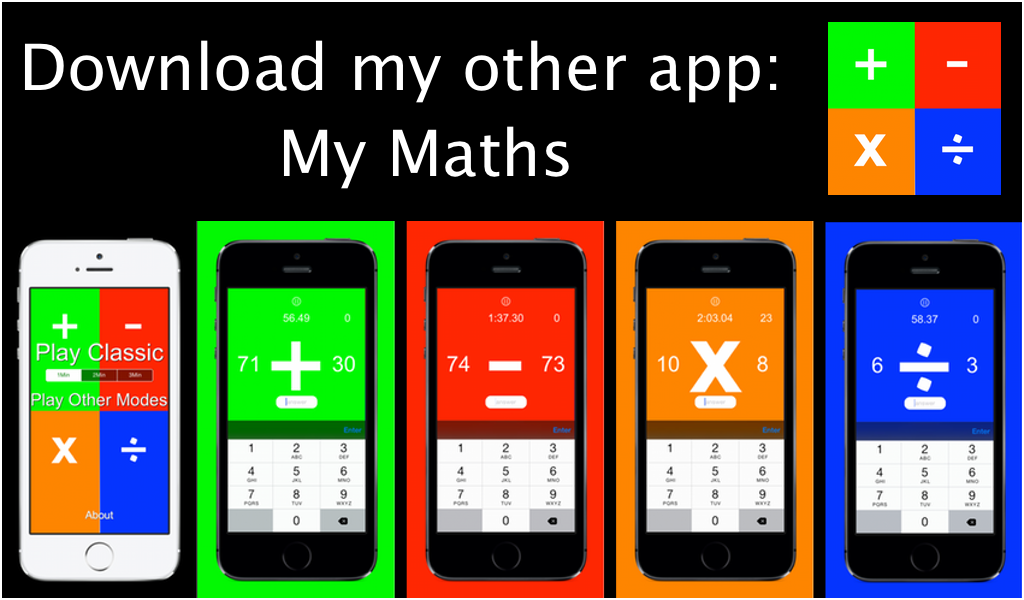 Download my other app:
My Maths
+ -
x ÷
+ -
Play Classic
1Min 2Min 3Min
Play Other Modes
x ÷
About
56.49 0
71 + 30
answer
Enter
1 2 3
ABC DEF
4 5 6
GHI JKL MNO
7 8 9
PQRS TUV WXYZ
0
1:37.30 0
74 - 73
answer
Enter
1 2 3
ABC DEF
4 5 6
GHI JKL MNO
7 8 9
PQRS TUV WXYZ
0
2:03.04 23
10 x 8
answer
Enter
1 2 3
ABC DEF
4 5 6
GHI JKL MNO
7 8 9
PQRS TUV WXYZ
0
58.37 0
6 ÷ 3
answer
Enter
1 2 3
ABC DEF
4 5 6
GHI JKL MNO
7 8 9
PQRS TUV WXYZ
0